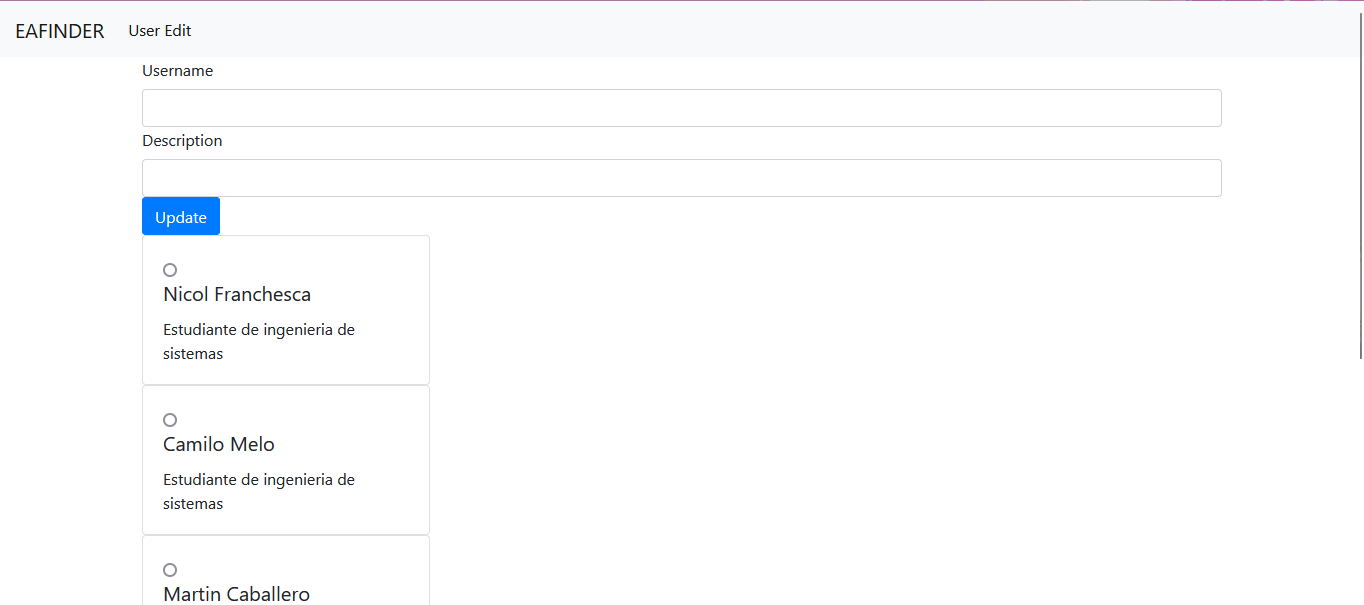 EAFINDER User Edit
Username
Description
Update
Nicol Franchesca
Estudiante de ingenieria de
sistemas
Camilo Melo
Estudiante de ingenieria de
sistemas
Martin Caballero